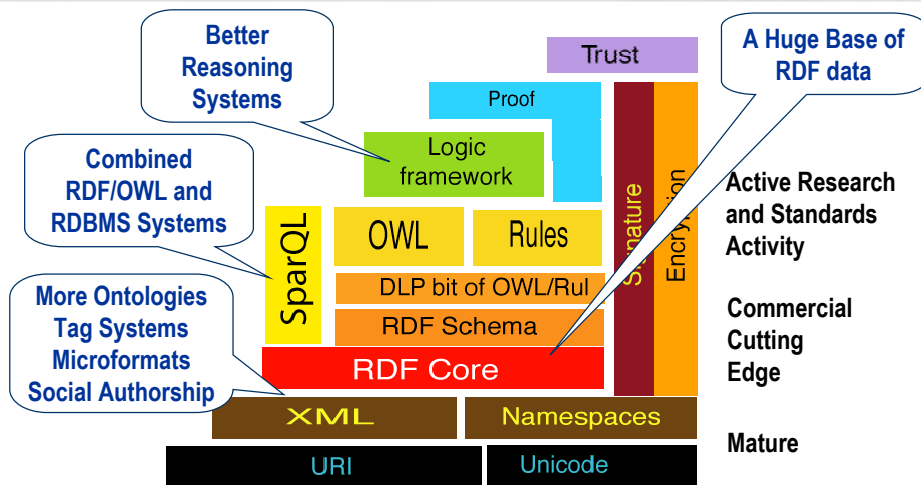 Better
Reasoning
Systems
Trust
A Huge Base of
RDF data
Proof
Combined
RDF/OWL and
RDBMS Systems
Logic
framework
Active Research
and Standards
Activity
SparQL
OWL
Rules
Encryption
More Ontologies
Tag Systems
Microformats
Social Authorship
DLP bit of OWL/Rul
RDF Schema
Commercial
Cutting
Edge
RDF Core
XML
Namespaces
Mature
URI
Unicode